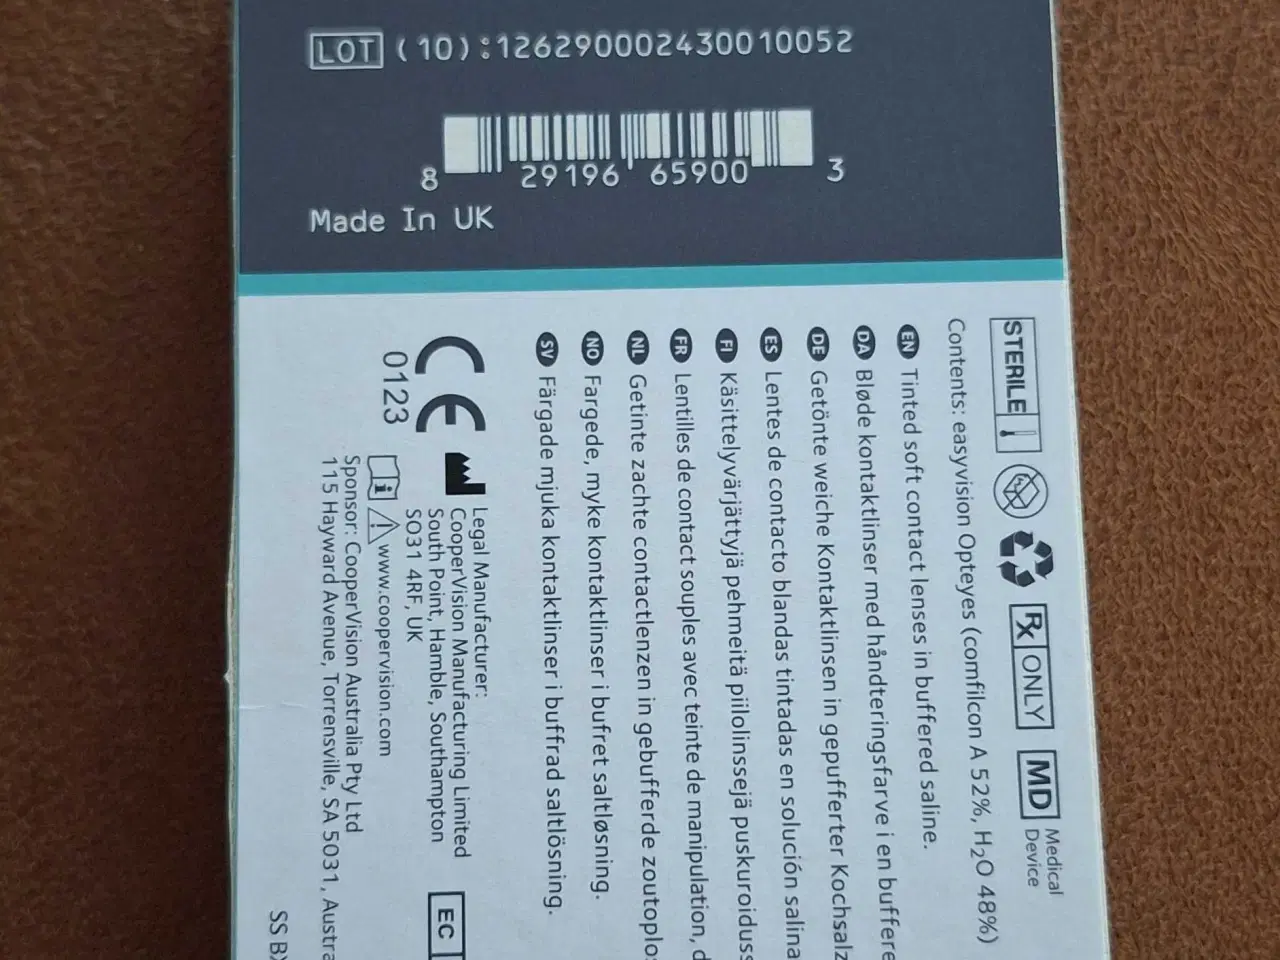 LOT (10):126290002430010052
8 29196 65900 3
Made In UK
STERILE
Rx ONLY
MD Medical
Device
Contents: easyvision Opteyes (comfilcon A 52%, H₂O 48%)
EN Tinted soft contact lenses in buffered saline.
DA Bløde kontaktlinser med håndteringsfarve i en buffere
DE Getönte weiche Kontaktlinsen in gepufferter Kochsalz
ES Lentes de contacto blandas tintadas en solución salina
FI Käsittelyvärjättyjä pehmeitä piilolinssejä puskuroiduss
FR Lentilles de contact souples avec teinte de manipulation, d
NL Getinte zachte contactlenzen in gebufferde zoutoplo
NO Fargede, myke kontaktlinser i bufret saltløsning.
SV Färgade mjuka kontaktlinser i buffrad saltlösning.
CE
0123
Legal Manufacturer:
CooperVision Manufacturing Limited
South Point, Hamble, Southampton
SO31 4RF, UK
EC
www.coopervision.com
Sponsor: CooperVision Australia Pty Ltd
115 Hayward Avenue, Torrensville, SA 5031, Austra
SS